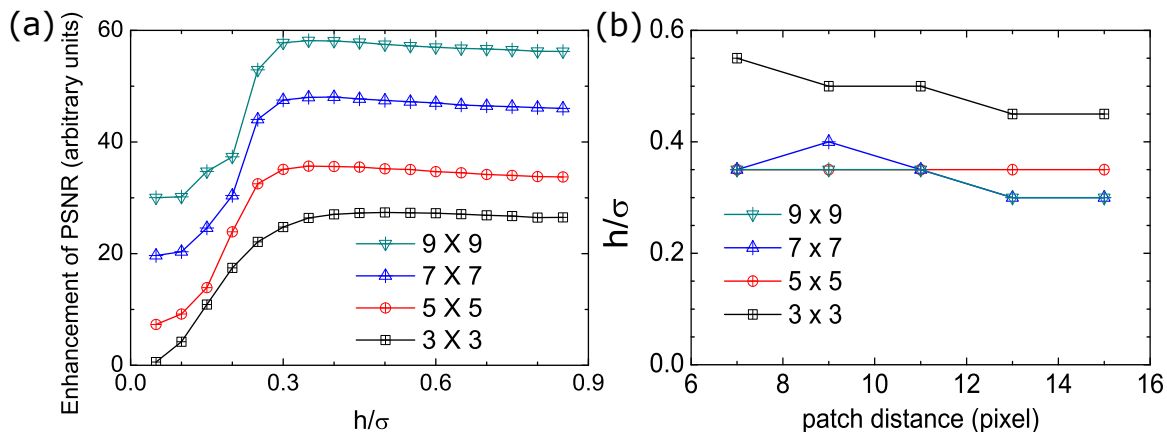 (a)
Enhancement of PSNR (arbitrary units)
60
40
20
0
0.0
0.3
0.6
0.9
h/σ
9 X 9
7 X 7
5 X 5
3 X 3
(b)
h/σ
0.6
0.4
0.2
0.0
6
8
10
12
14
16
patch distance (pixel)
9 x 9
7 x 7
5 x 5
3 x 3